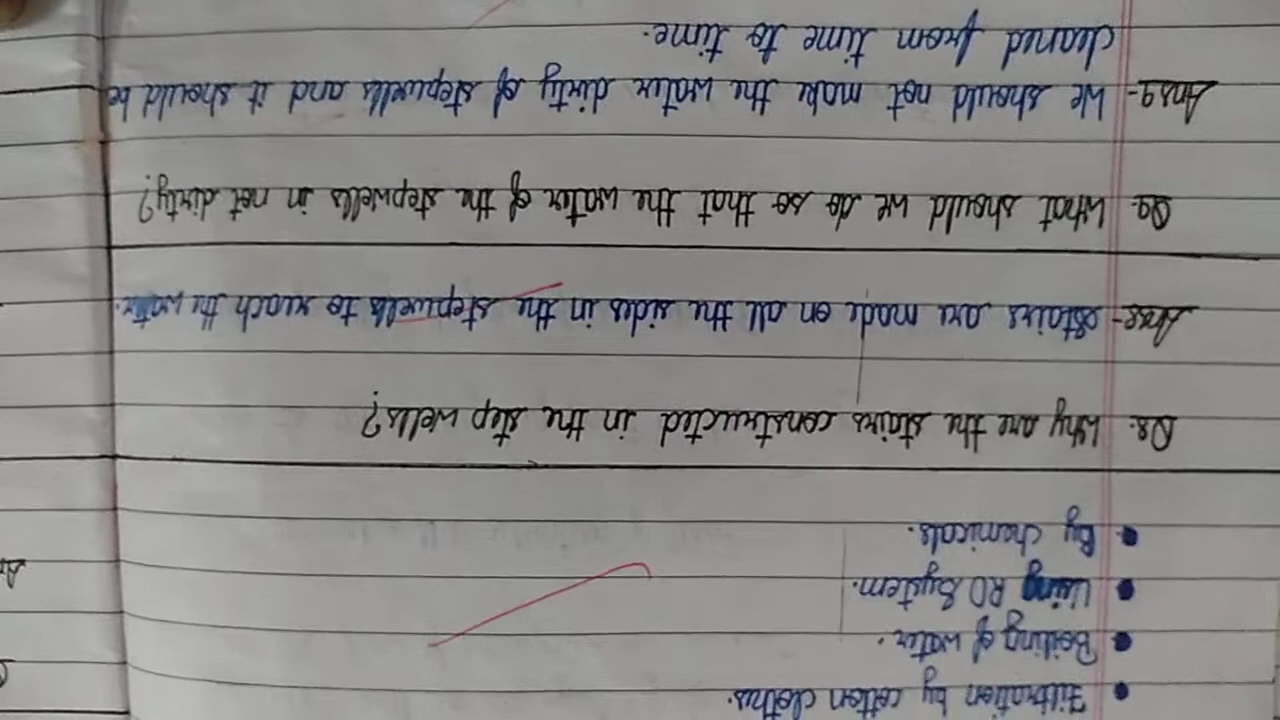 • Filtration by cotton cloths.
• Boiling of water.
• Using RO System.
• By chemicals.
Q8. Why are the stairs constructed in the step wells?
Ans8- Stairs are made on all the sides in the stepwells to reach the water.
Q9. What should we do so that the water of the stepwells in not dirty?
Ans9- We should not make the water dirty of stepwells and it should be
cleaned from time to time.